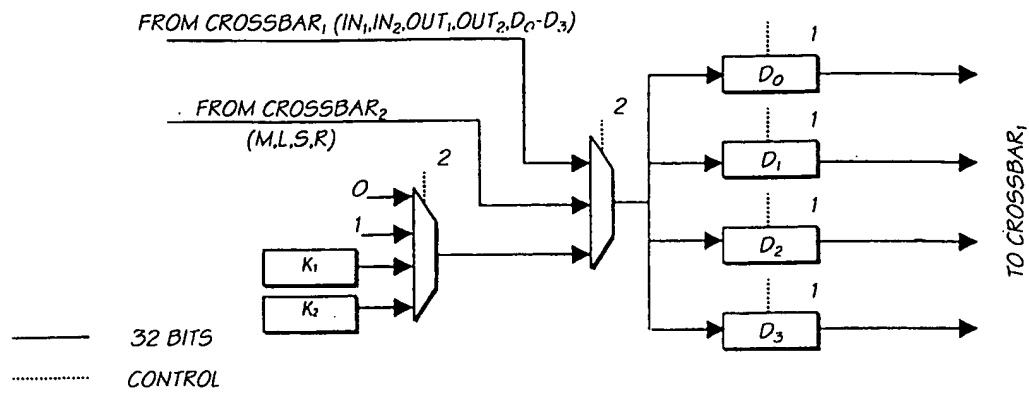 FROM CROSSBAR₁ (IN₁,IN₂,OUT₁,OUT₂,D₀-D₃)
1
D₀
FROM CROSSBAR₂
(M,L,S,R)
2
1
D₁
2
0
1
K₁
K₂
1
D₂
1
D₃
TO CROSSBAR₁
32 BITS
CONTROL